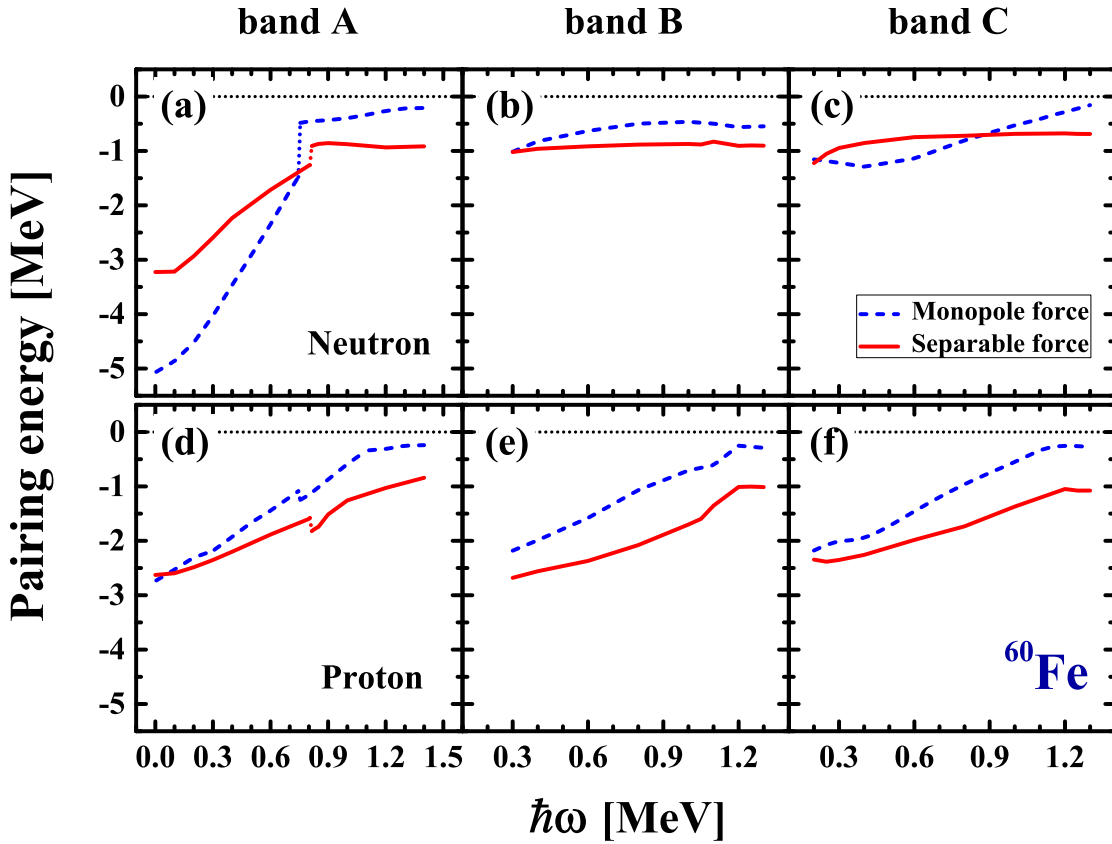 band A band B band C
Pairing energy [MeV]
0
-1
-2
-3
-4
-5
(a)
Neutron
(b)
(c)
Monopole force
Separable force
0
-1
-2
-3
-4
-5
(d)
Proton
(e)
(f)
⁶⁰Fe
0.0 0.3 0.6 0.9 1.2 1.5 0.3 0.6 0.9 1.2 0.3 0.6 0.9 1.2
ℏω [MeV]